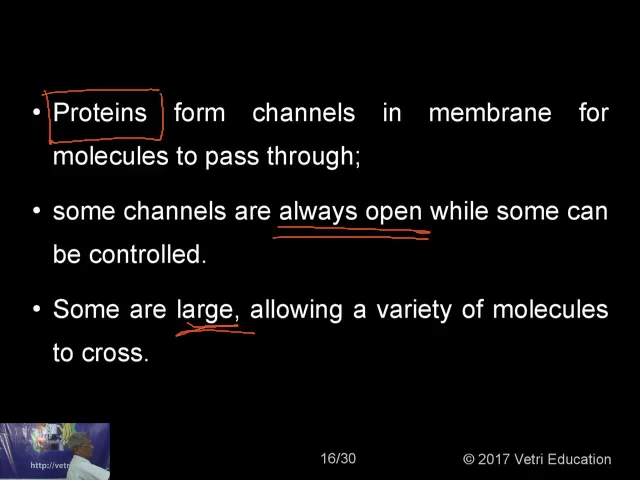 • Proteins form channels in membrane for
molecules to pass through;
• some channels are always open while some can
be controlled.
• Some are large, allowing a variety of molecules
to cross.
http://vet
16/30
© 2017 Vetri Education